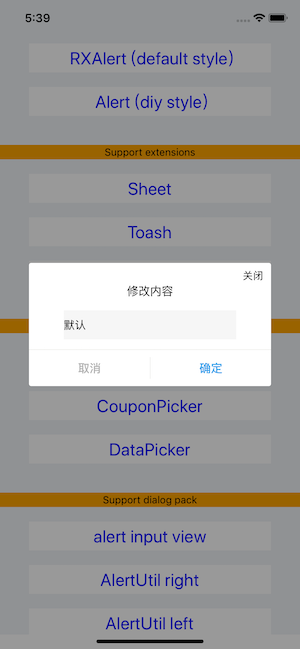 5:39
RXAlert (default style)
Alert (diy style)
Support extensions
Sheet
Toash
关闭
修改内容
默认
取消
确定
CouponPicker
DataPicker
Support dialog pack
alert input view
AlertUtil right
AlertUtil left